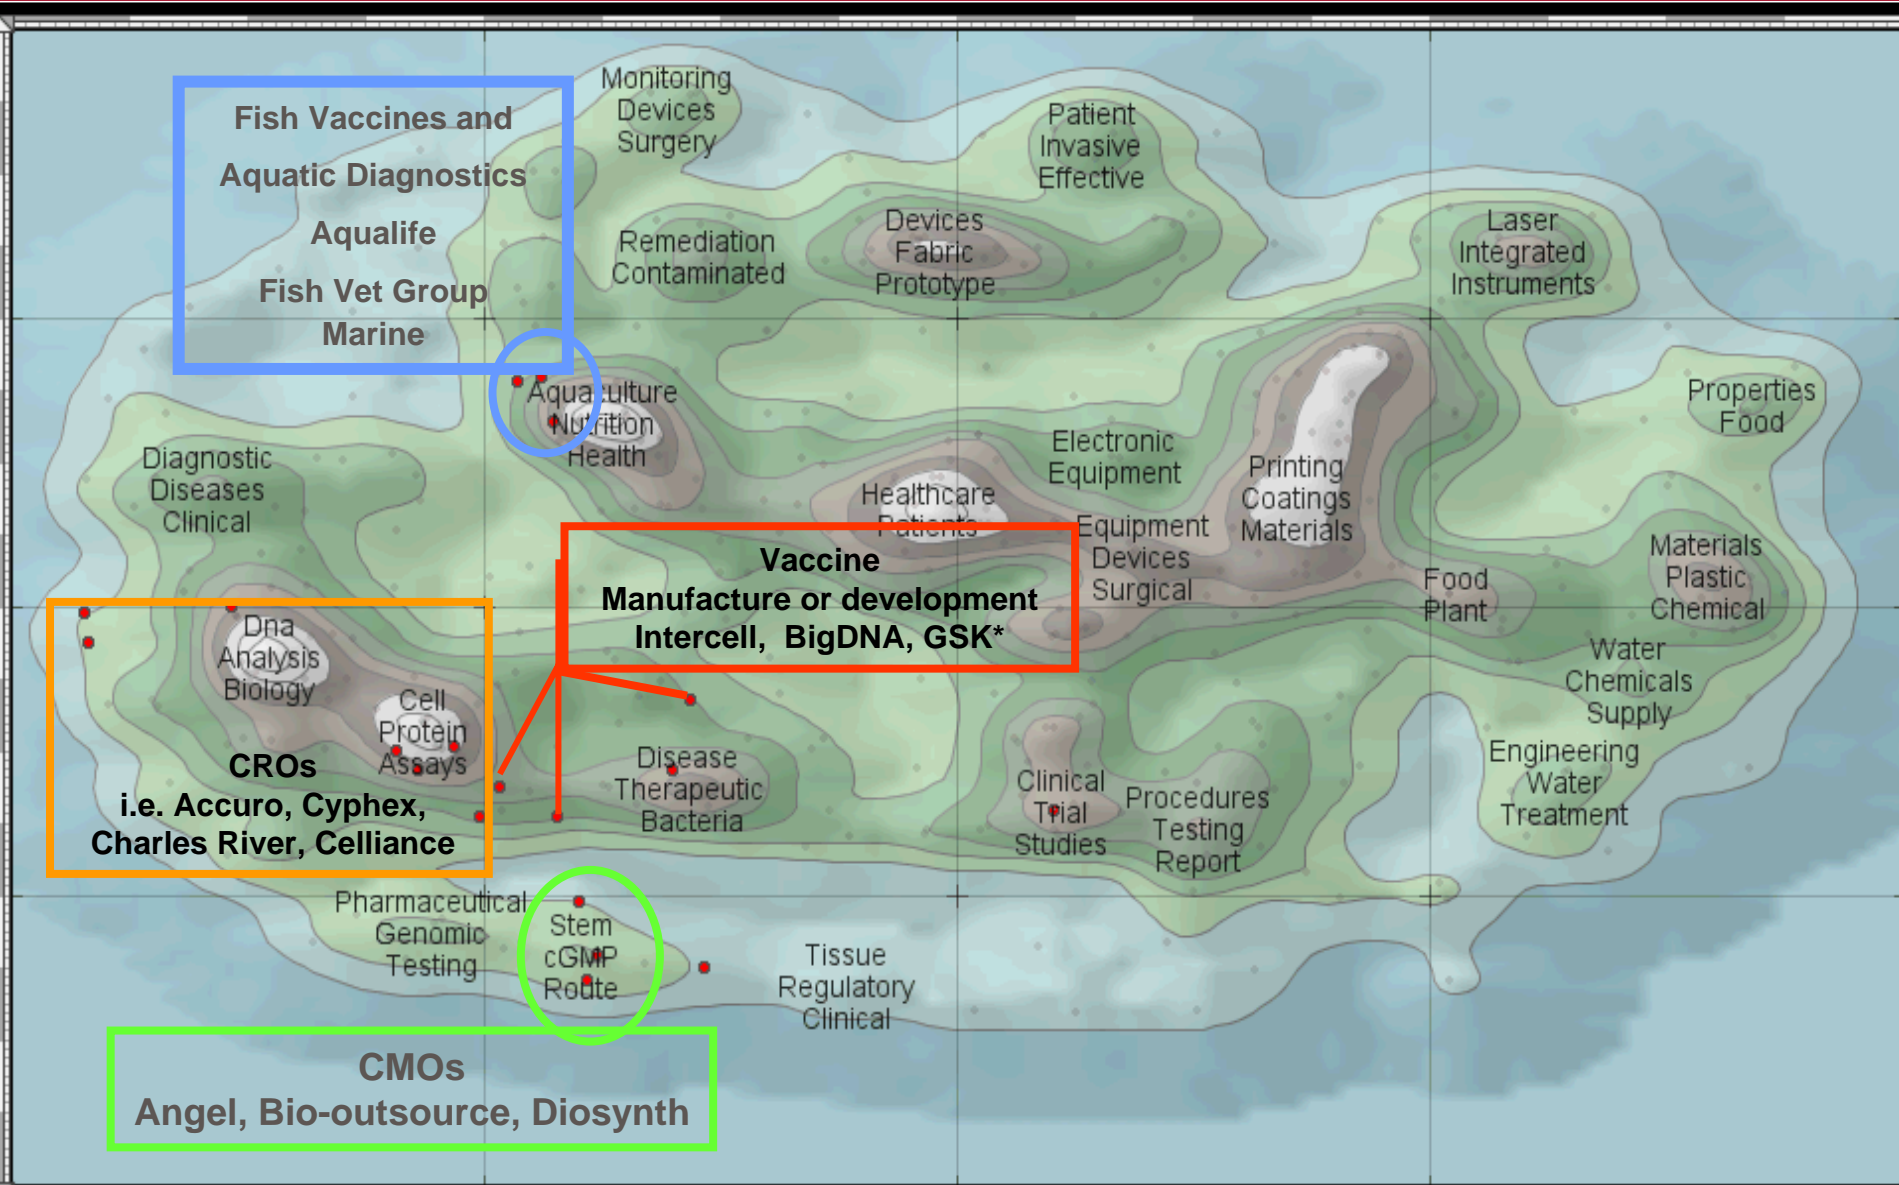 Monitoring
Devices
Surgery
Patient
Invasive
Effective
Fish Vaccines and
Aquatic Diagnostics
Aqualife
Fish Vet Group
Marine
Remediation
Contaminated
Devices
Fabric
Prototype
Laser
Integrated
Instruments
Aquaculture
Nutrition
Health
Properties
Food
Diagnostic
Diseases
Clinical
Electronic
Equipment
Healthcare
Patients
Printing
Coatings
Materials
Equipment
Devices
Surgical
Vaccine
Manufacture or development
Intercell, BigDNA, GSK*
Food
Plant
Materials
Plastic
Chemical
Dna
Analysis
Biology
Cell
Protein
Assays
CROs
i.e. Accuro, Cyphex,
Charles River, Celliance
Disease
Therapeutic
Bacteria
Clinical
Trial
Studies
Procedures
Testing
Report
Water
Chemicals
Supply
Engineering
Water
Treatment
Pharmaceutical
Genomic
Testing
Stem
cGMP
Route
Tissue
Regulatory
Clinical
CMOs
Angel, Bio-outsource, Diosynth